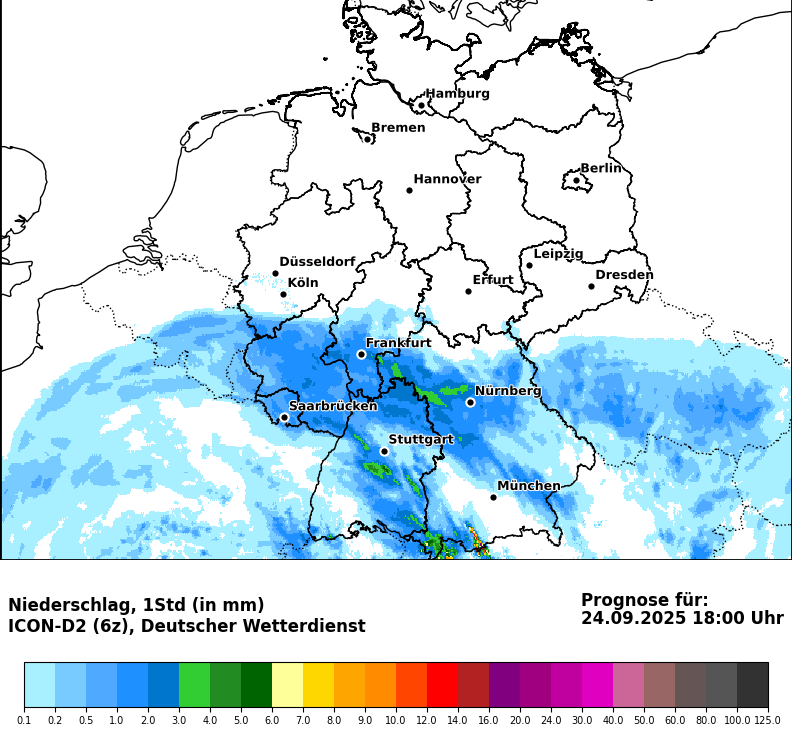 Hamburg
Bremen
Berlin
Hannover
Leipzig
Düsseldorf
Dresden
Köln
Erfurt
Frankfurt
Nürnberg
Saarbrücken
Stuttgart
München
Niederschlag, 1Std (in mm)
ICON-D2 (6z), Deutscher Wetterdienst
Prognose für:
24.09.2025 18:00 Uhr
0.1 0.2 0.5 1.0 2.0 3.0 4.0 5.0 6.0 7.0 8.0 9.0 10.0 12.0 14.0 16.0 20.0 24.0 30.0 40.0 50.0 60.0 80.0 100.0 125.0